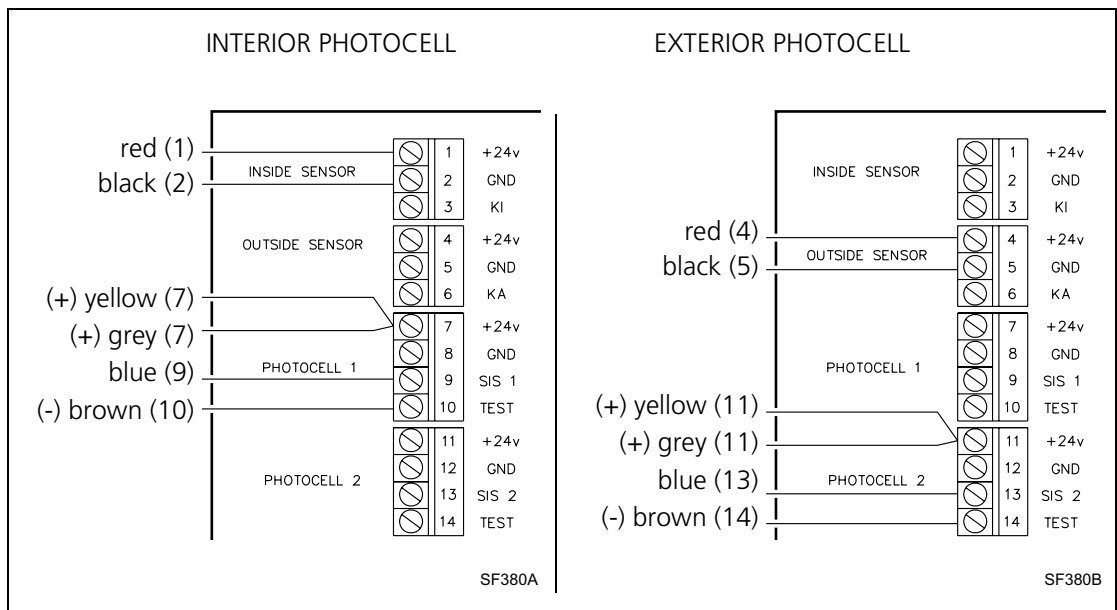 INTERIOR PHOTOCELL
red (1)
black (2)
(+) yellow (7)
(+) grey (7)
blue (9)
(-) brown (10)
INSIDE SENSOR
1 +24v
2 GND
3 KI
OUTSIDE SENSOR
4 +24v
5 GND
6 KA
PHOTOCELL 1
7 +24v
8 GND
9 SIS 1
10 TEST
PHOTOCELL 2
11 +24v
12 GND
13 SIS 2
14 TEST
SF380A
EXTERIOR PHOTOCELL
red (4)
black (5)
(+) yellow (11)
(+) grey (11)
blue (13)
(-) brown (14)
INSIDE SENSOR
1 +24v
2 GND
3 KI
OUTSIDE SENSOR
4 +24v
5 GND
6 KA
PHOTOCELL 1
7 +24v
8 GND
9 SIS 1
10 TEST
PHOTOCELL 2
11 +24v
12 GND
13 SIS 2
14 TEST
SF380B